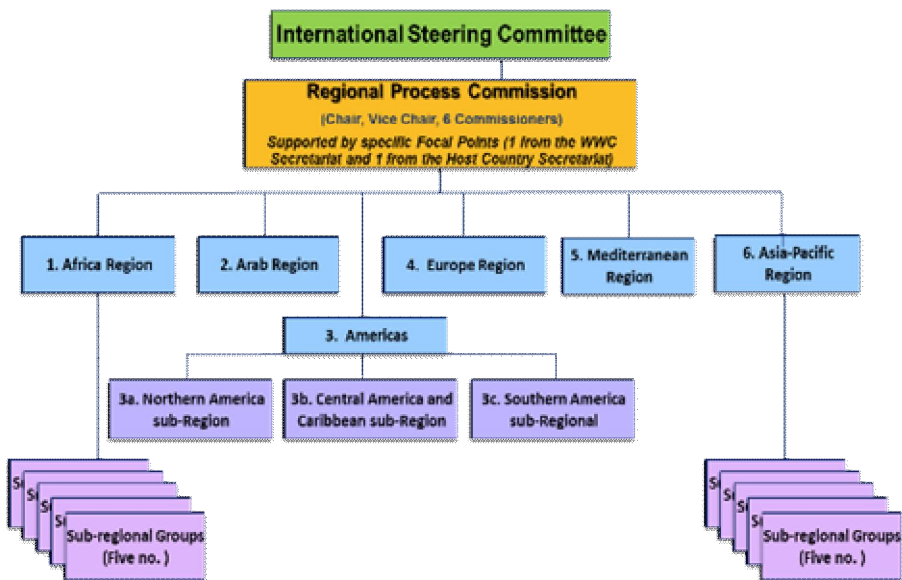 International Steering Committee
Regional Process Commission
(Chair, Vice Chair, 6 Commissioners)
Supported by specific Focal Points (1 from the WWC
Secretariat and 1 from the Host Country Secretariat)
1. Africa Region
2. Arab Region
4. Europe Region
5. Mediterranean
Region
6. Asia-Pacific
Region
3. Americas
3a. Northern America
sub-Region
3b. Central America and
Caribbean sub-Region
3c. Southern America
sub-Regional
Sub-regional Groups
(Five no. )
Sub-regional Groups
(Five no. )